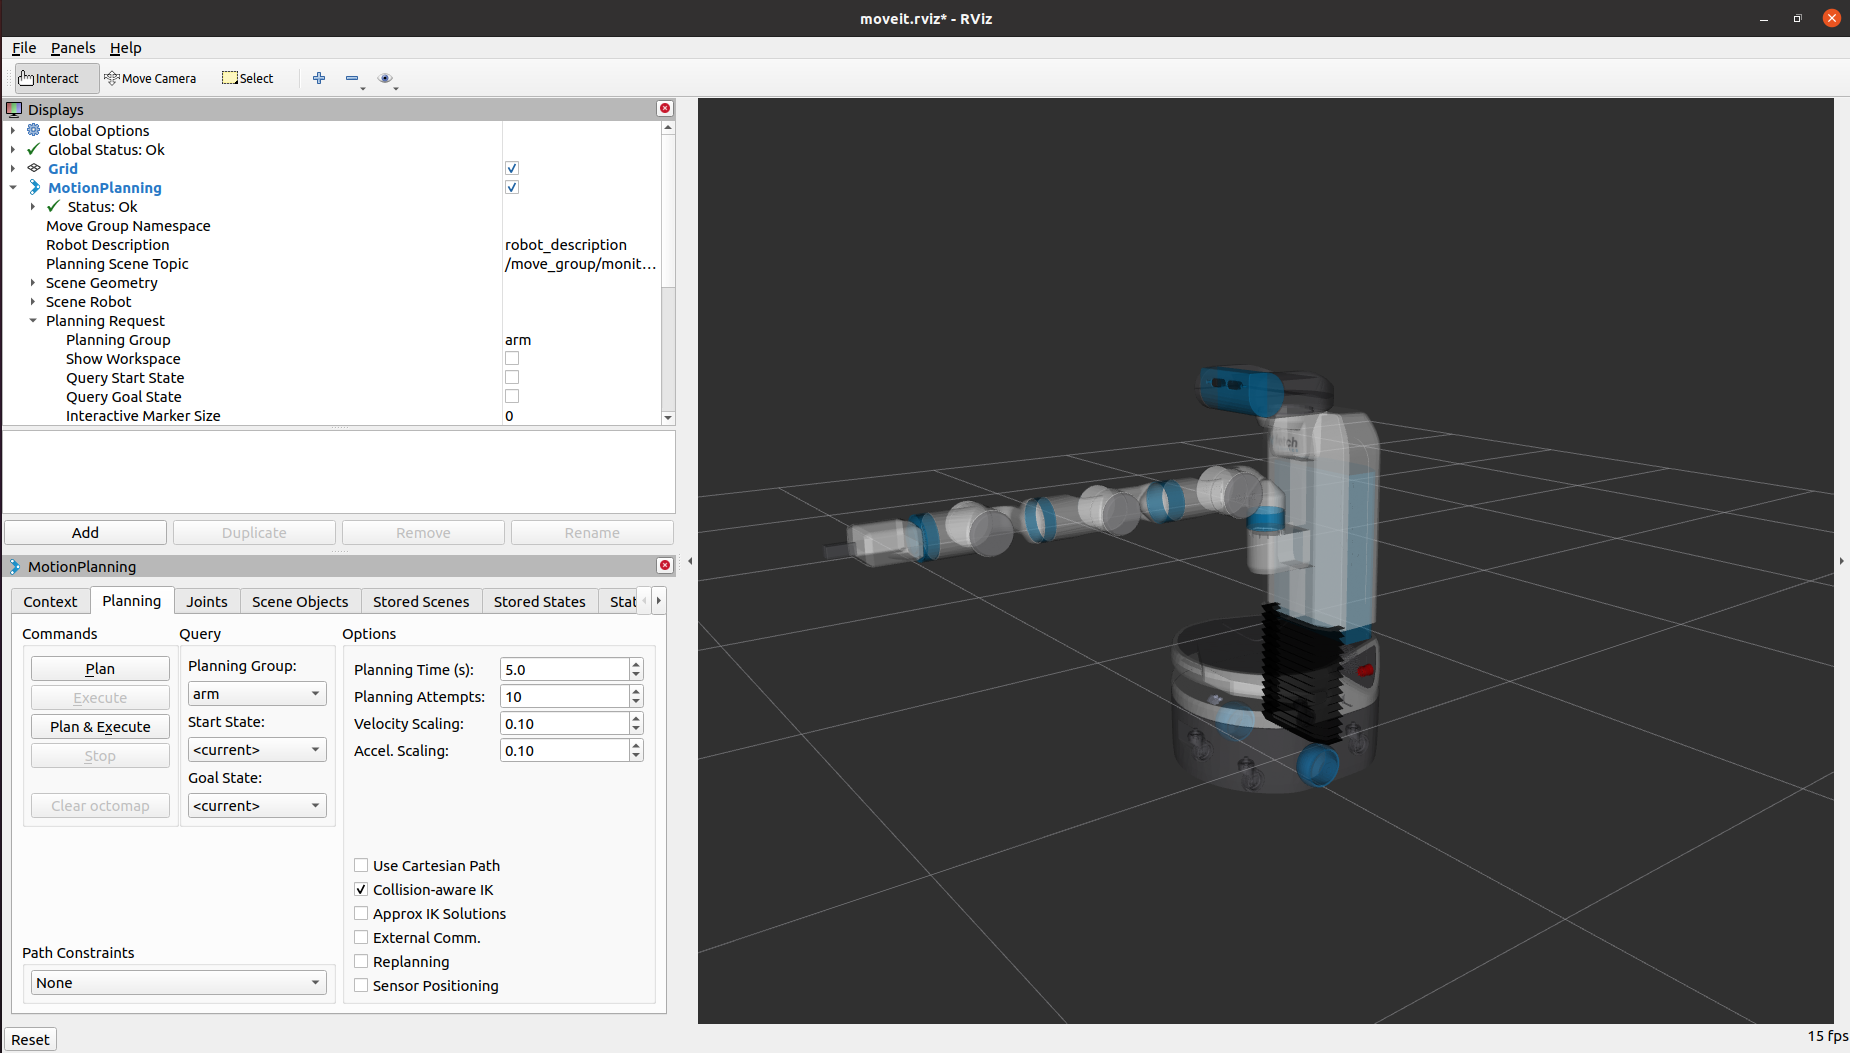 moveit.rviz* - RViz
File Panels Help
Interact Move Camera Select
Displays
Global Options
Global Status: Ok
Grid
MotionPlanning
Status: Ok
Move Group Namespace
Robot Description robot_description
Planning Scene Topic /move_group/monit...
Scene Geometry
Scene Robot
Planning Request
Planning Group arm
Show Workspace
Query Start State
Query Goal State
Interactive Marker Size 0
Add Duplicate Remove Rename
MotionPlanning
Context Planning Joints Scene Objects Stored Scenes Stored States Stat
Commands
Plan
Execute
Plan & Execute
Stop
Clear octomap
Query
Planning Group:
arm
Start State:
<current>
Goal State:
<current>
Options
Planning Time (s): 5.0
Planning Attempts: 10
Velocity Scaling: 0.10
Accel. Scaling: 0.10
Use Cartesian Path
Collision-aware IK
Approx IK Solutions
External Comm.
Replanning
Sensor Positioning
Path Constraints
None
Reset
15 fps